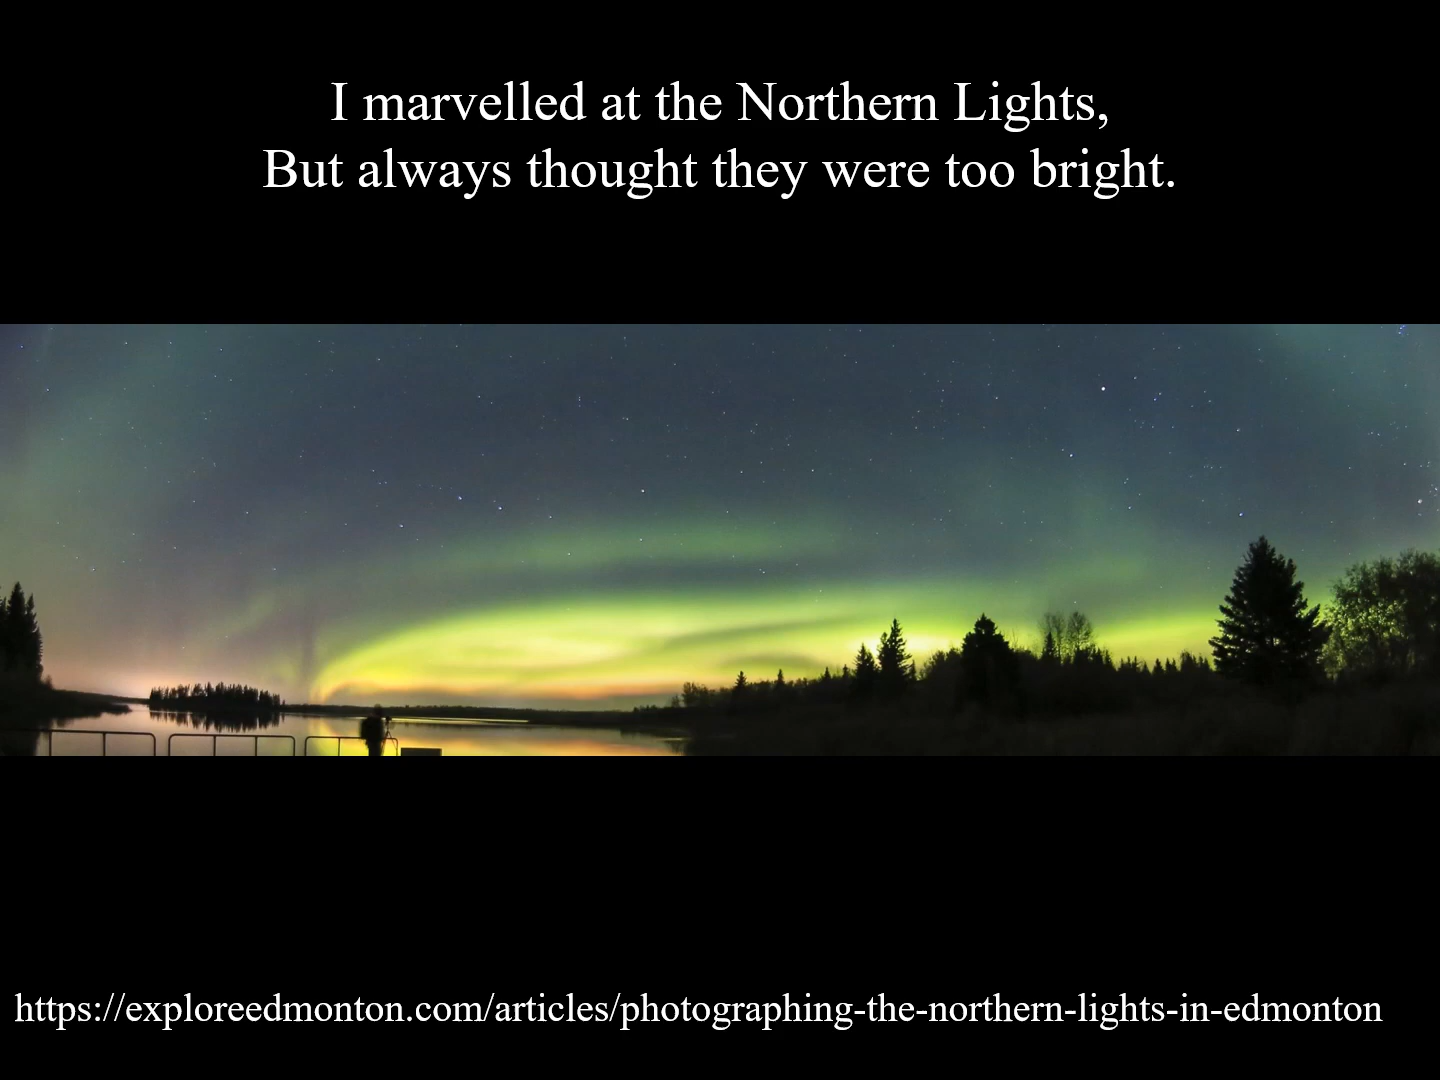 I marvelled at the Northern Lights,
But always thought they were too bright.
https://exploreedmonton.com/articles/photographing-the-northern-lights-in-edmonton